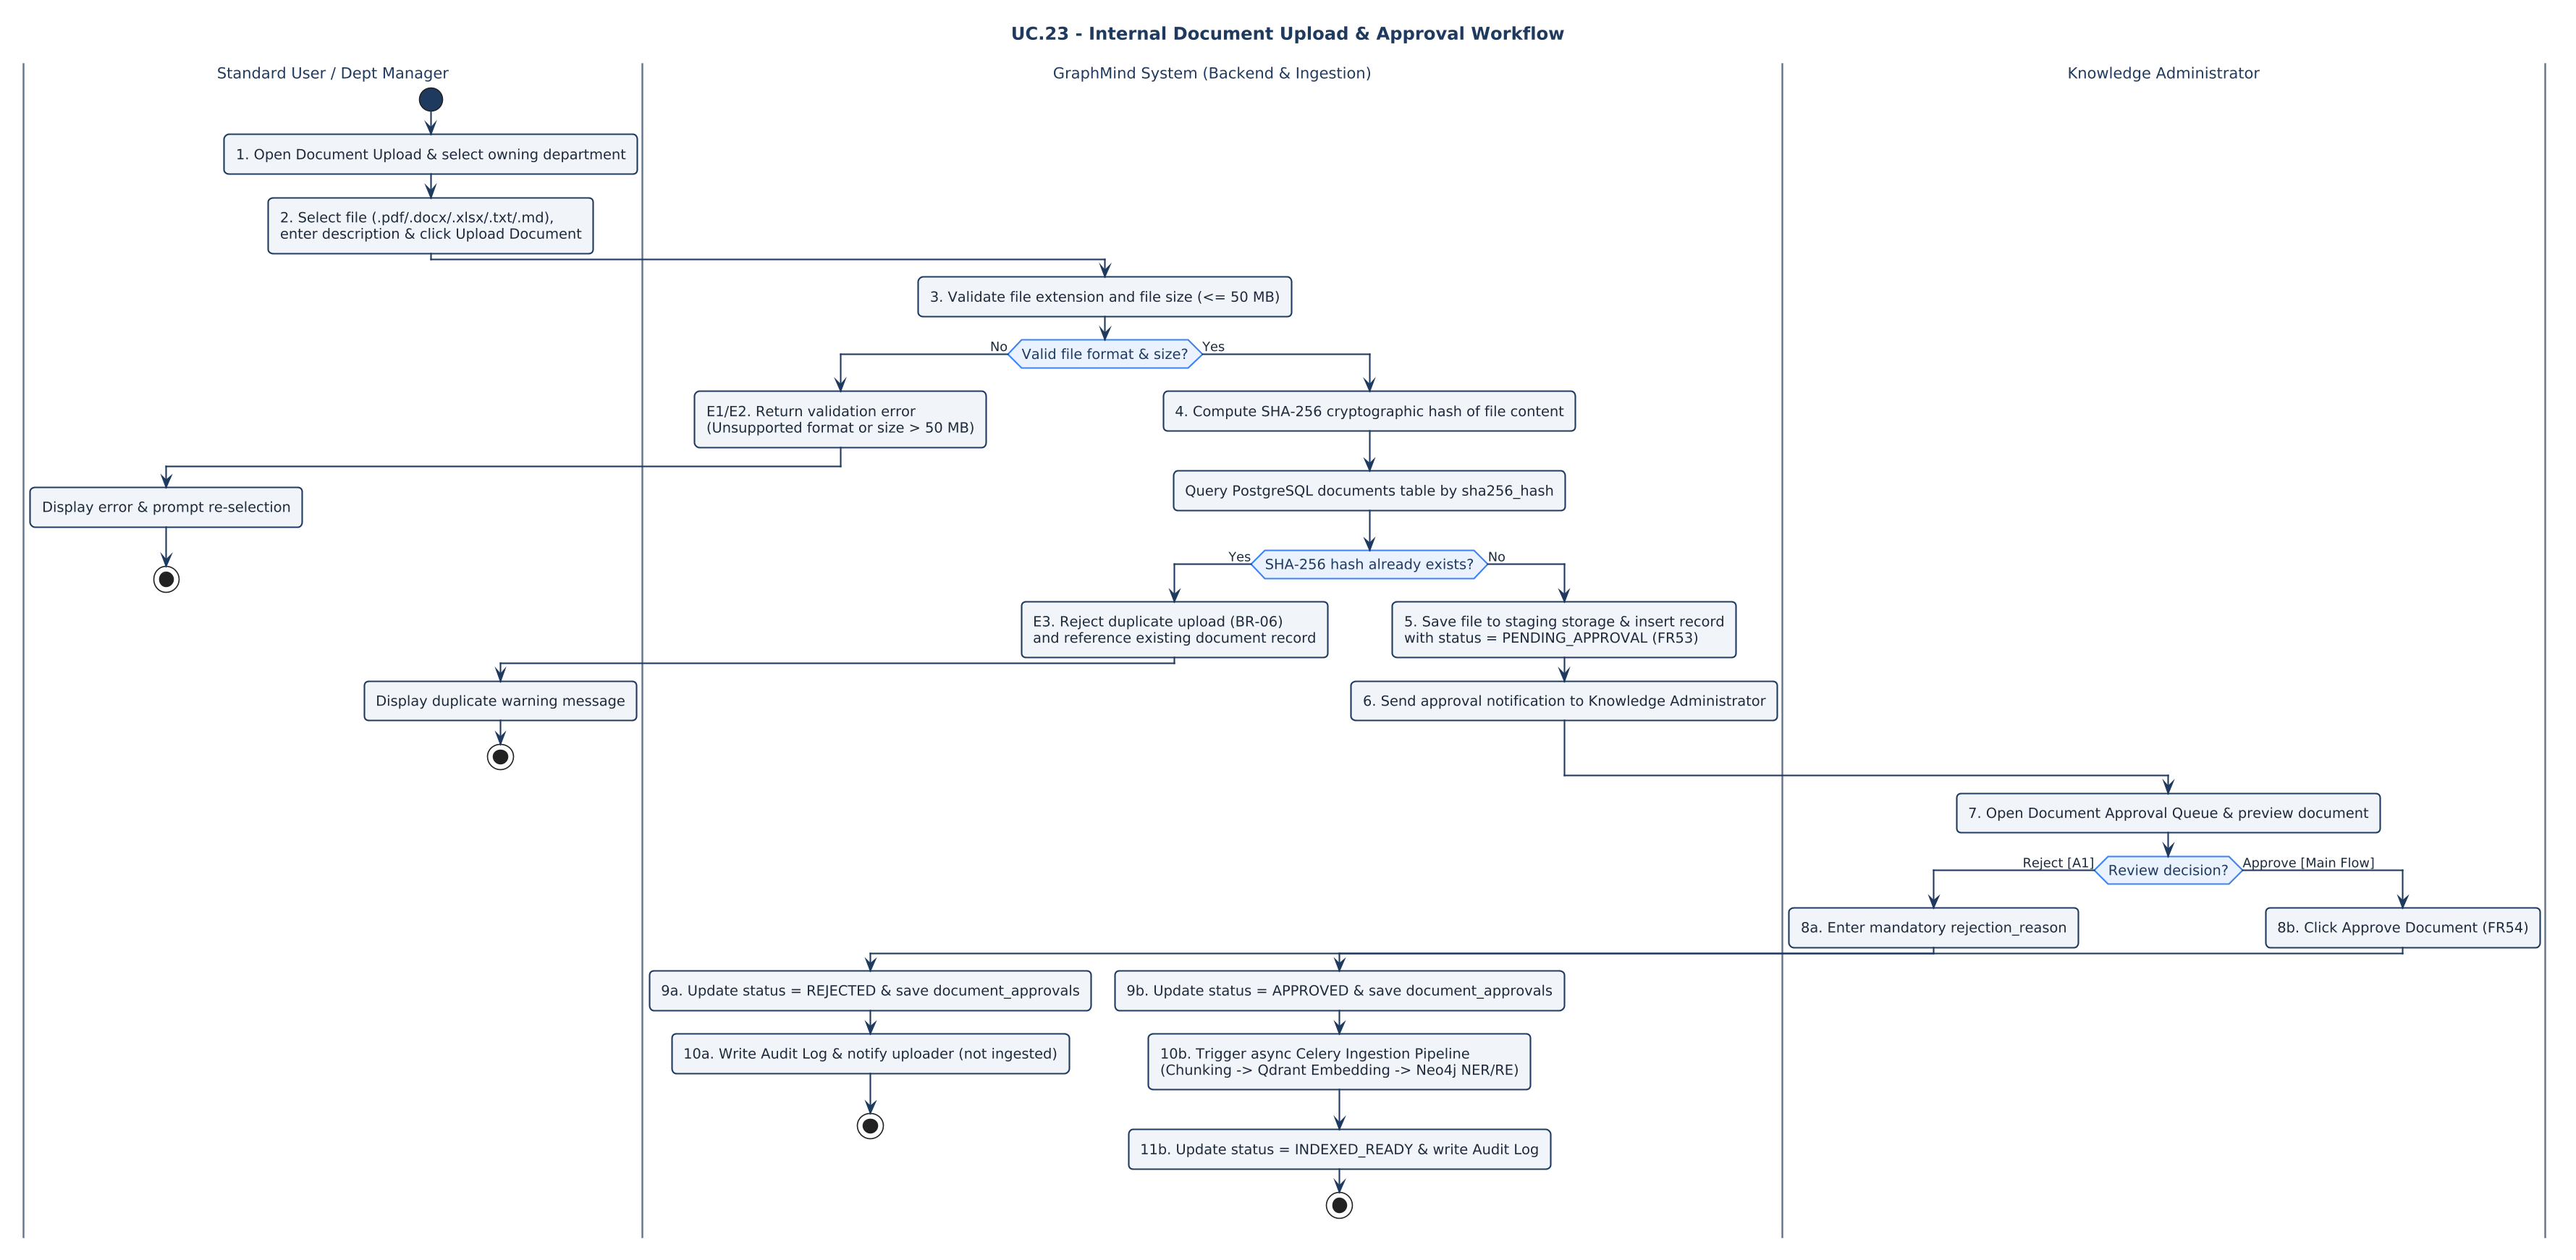 UC.23 - Internal Document Upload & Approval Workflow
Standard User / Dept Manager
GraphMind System (Backend & Ingestion)
Knowledge Administrator
1. Open Document Upload & select owning department
2. Select file (.pdf/.docx/.xlsx/.txt/.md),
enter description & click Upload Document
3. Validate file extension and file size (<= 50 MB)
No
Valid file format & size?
Yes
E1/E2. Return validation error
(Unsupported format or size > 50 MB)
4. Compute SHA-256 cryptographic hash of file content
Display error & prompt re-selection
Query PostgreSQL documents table by sha256_hash
Yes
SHA-256 hash already exists?
No
E3. Reject duplicate upload (BR-06)
and reference existing document record
5. Save file to staging storage & insert record
with status = PENDING_APPROVAL (FR53)
Display duplicate warning message
6. Send approval notification to Knowledge Administrator
7. Open Document Approval Queue & preview document
Reject [A1]
Review decision?
Approve [Main Flow]
8a. Enter mandatory rejection_reason
8b. Click Approve Document (FR54)
9a. Update status = REJECTED & save document_approvals
9b. Update status = APPROVED & save document_approvals
10a. Write Audit Log & notify uploader (not ingested)
10b. Trigger async Celery Ingestion Pipeline
(Chunking -> Qdrant Embedding -> Neo4j NER/RE)
11b. Update status = INDEXED_READY & write Audit Log